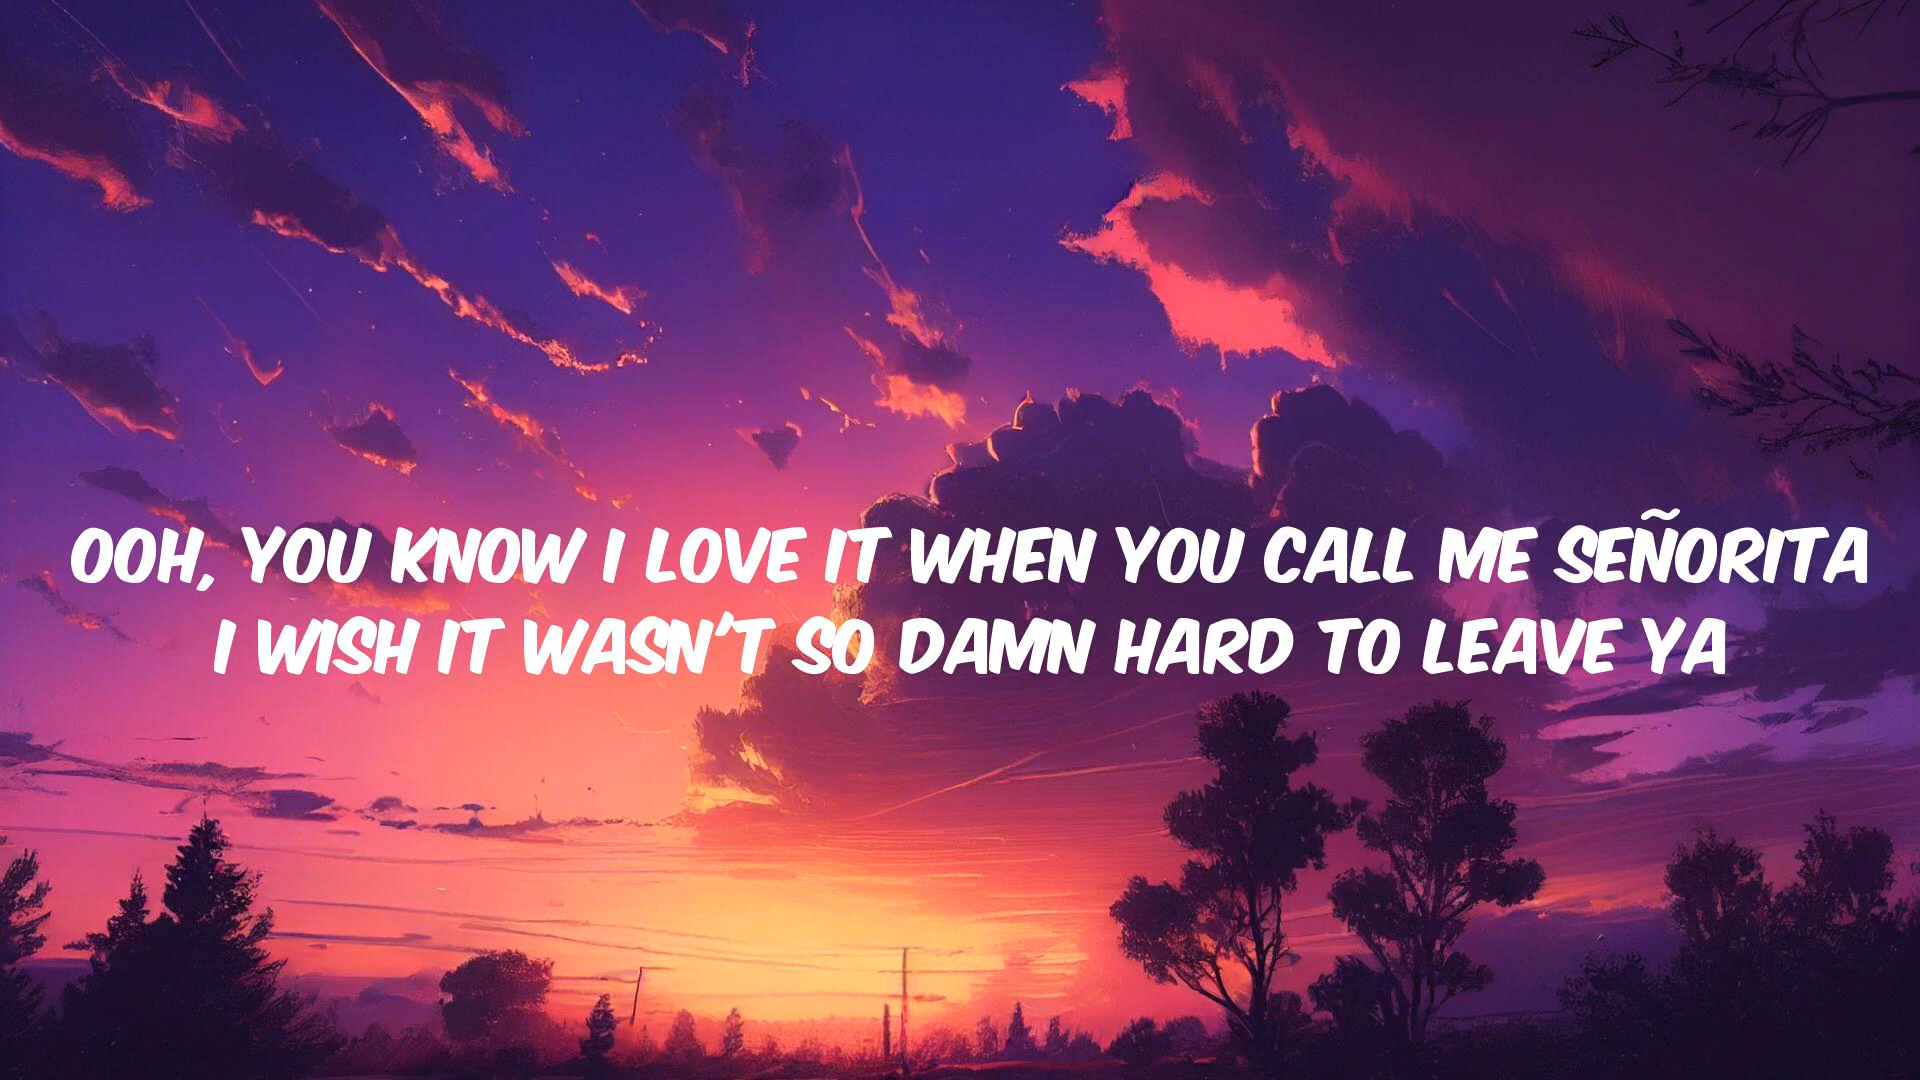 OOH, YOU KNOW I LOVE IT WHEN YOU CALL ME SEÑORITA
I WISH IT WASN'T SO DAMN HARD TO LEAVE YA